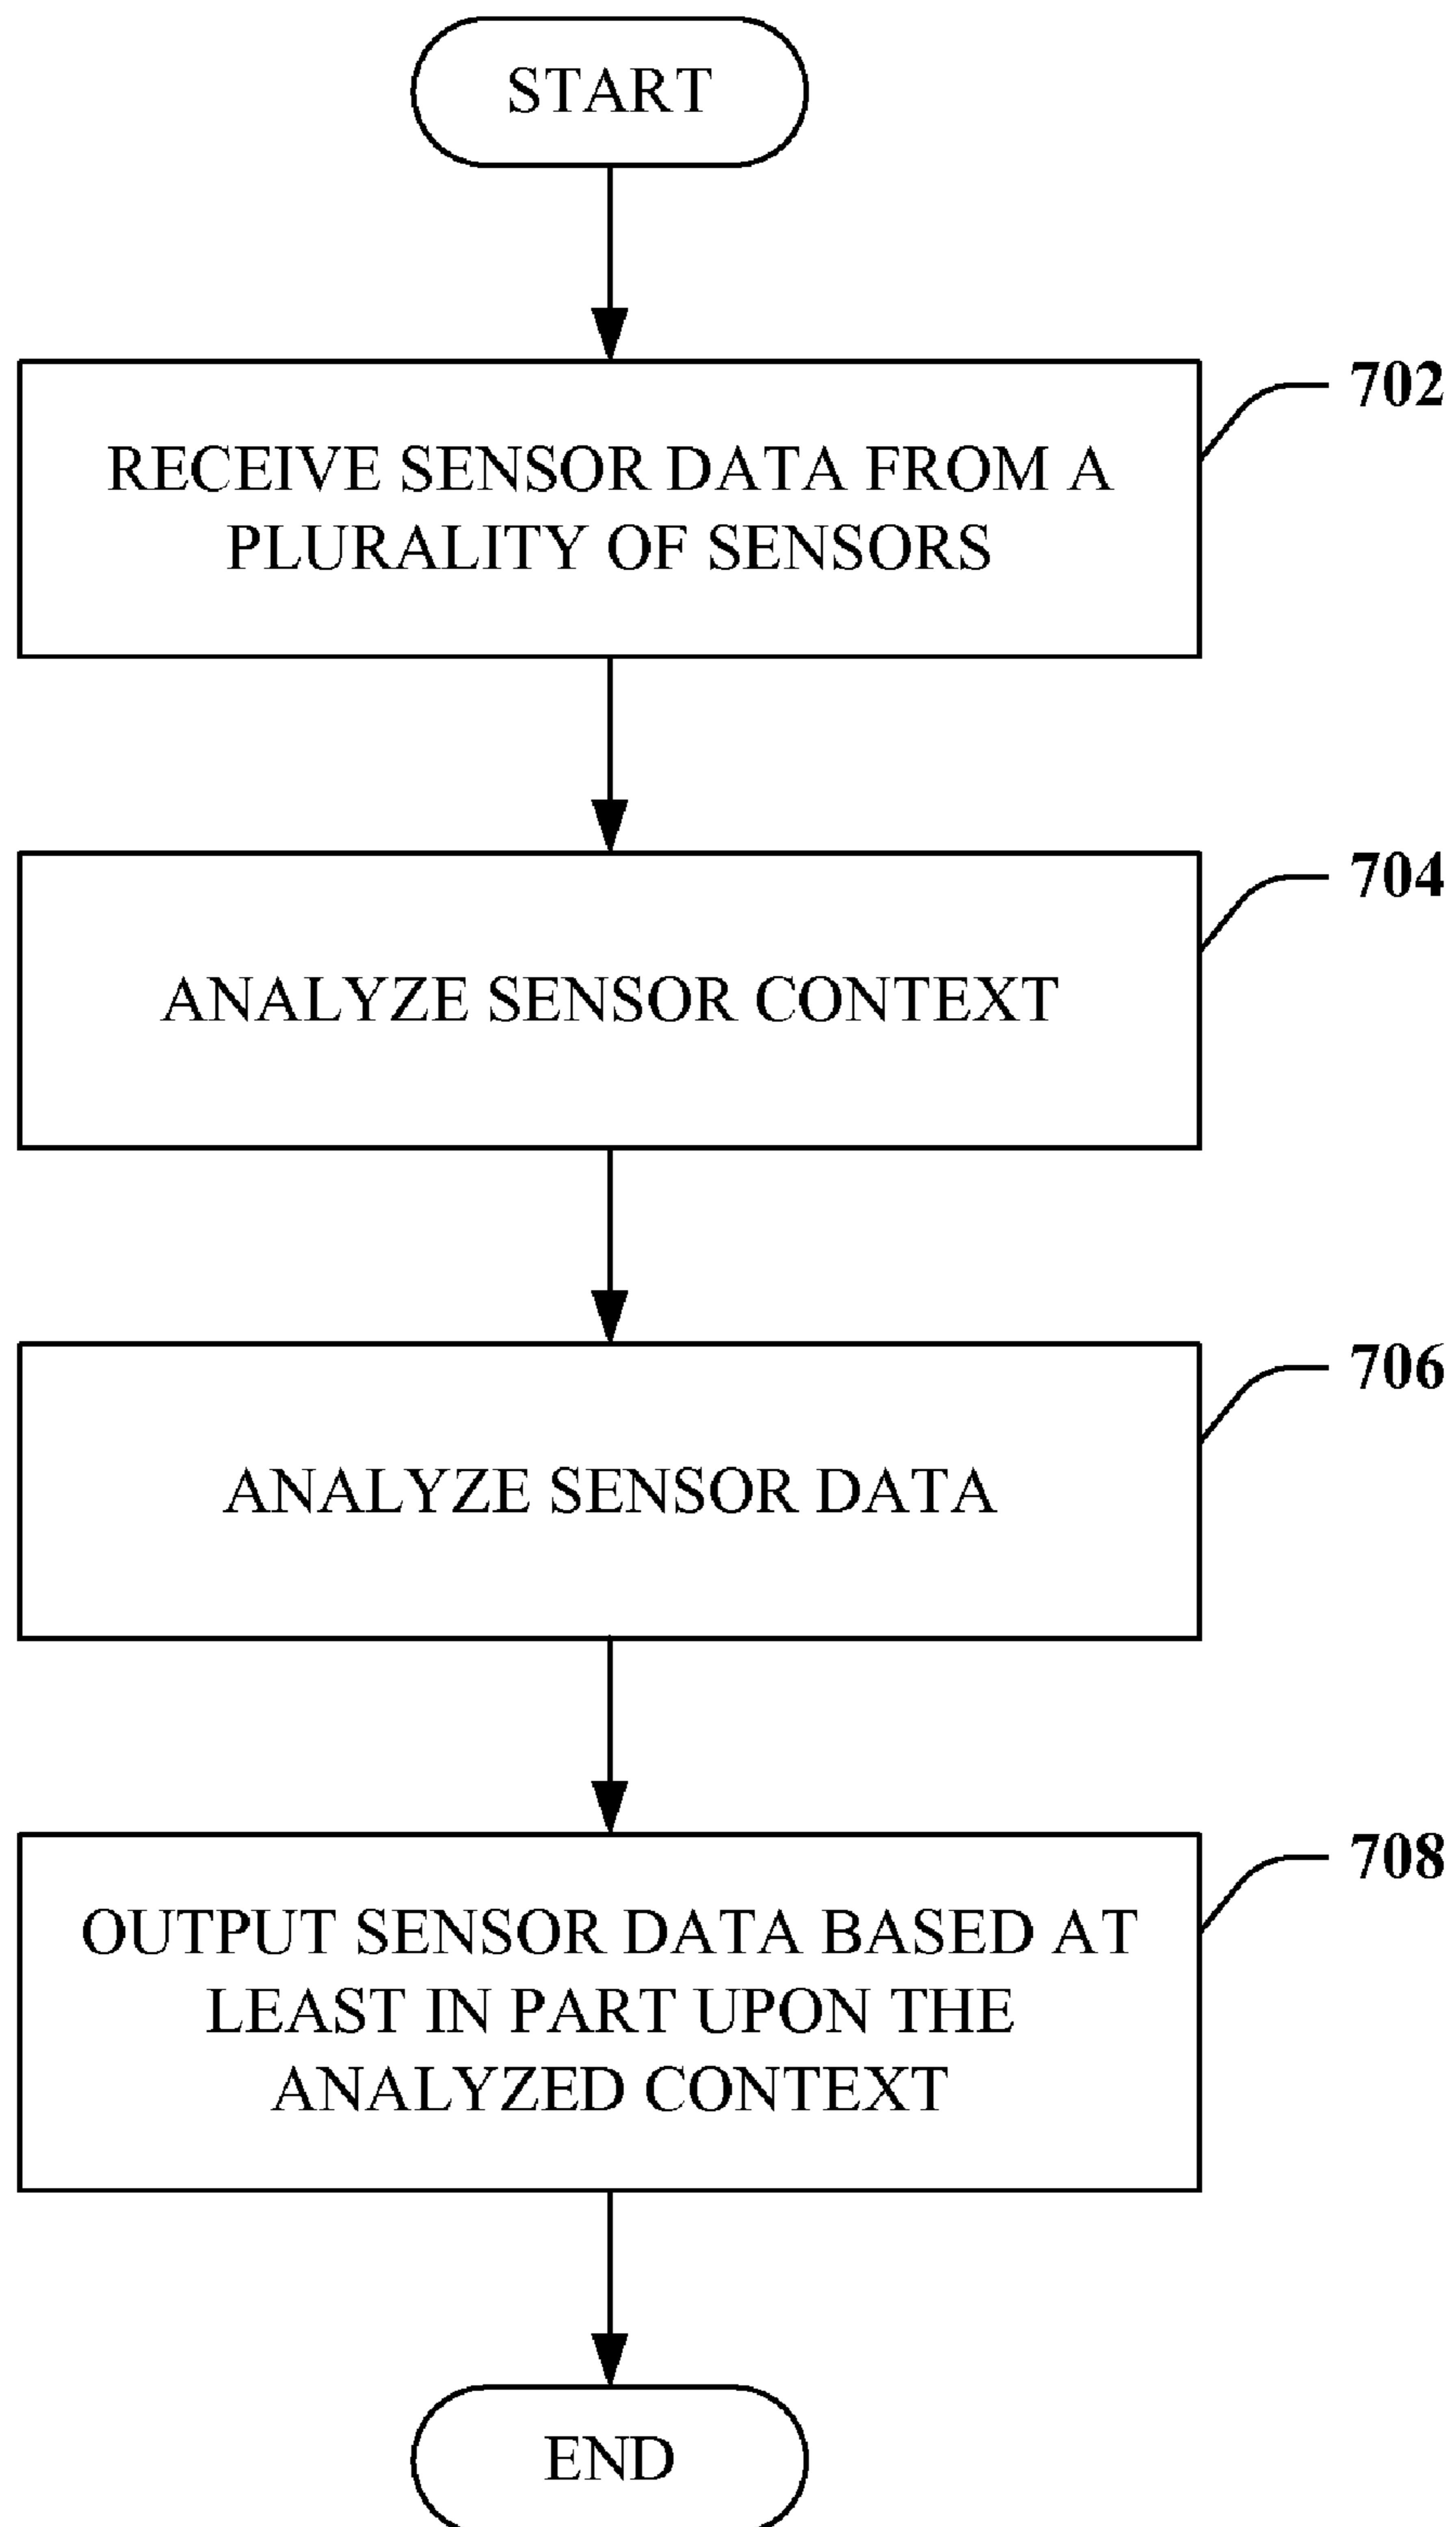 START
702
RECEIVE SENSOR DATA FROM A
PLURALITY OF SENSORS
704
ANALYZE SENSOR CONTEXT
706
ANALYZE SENSOR DATA
708
OUTPUT SENSOR DATA BASED AT
LEAST IN PART UPON THE
ANALYZED CONTEXT
END